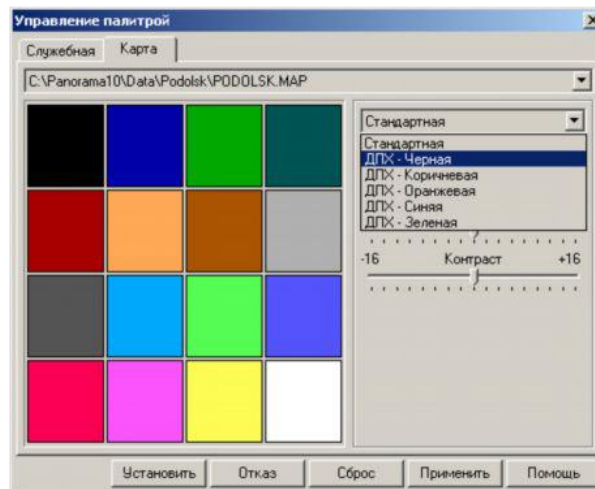 Управление палитрой
Служебная Карта
C:\Panorama10\Data\Podolsk\PODOLSK.MAP
Стандартная
Стандартная
ДПХ - Черная
ДПХ - Коричневая
ДПХ - Оранжевая
ДПХ - Синяя
ДПХ - Зеленая
-16 Контраст +16
Установить Отказ Сброс Применить Помощь